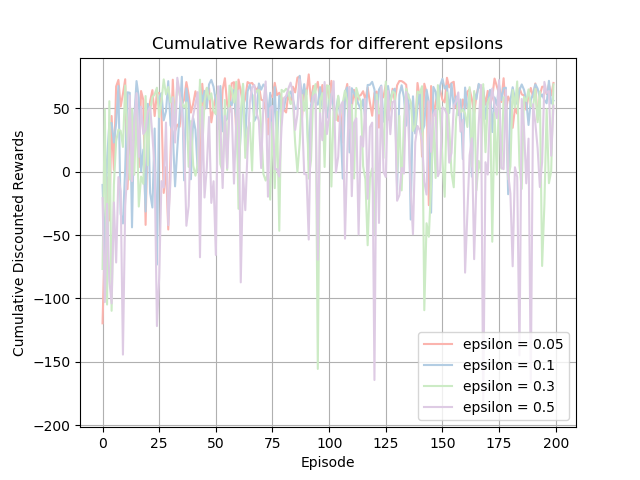 Cumulative Rewards for different epsilons
Cumulative Discounted Rewards
50
0
−50
−100
−150
−200
0 25 50 75 100 125 150 175 200
Episode
epsilon = 0.05
epsilon = 0.1
epsilon = 0.3
epsilon = 0.5